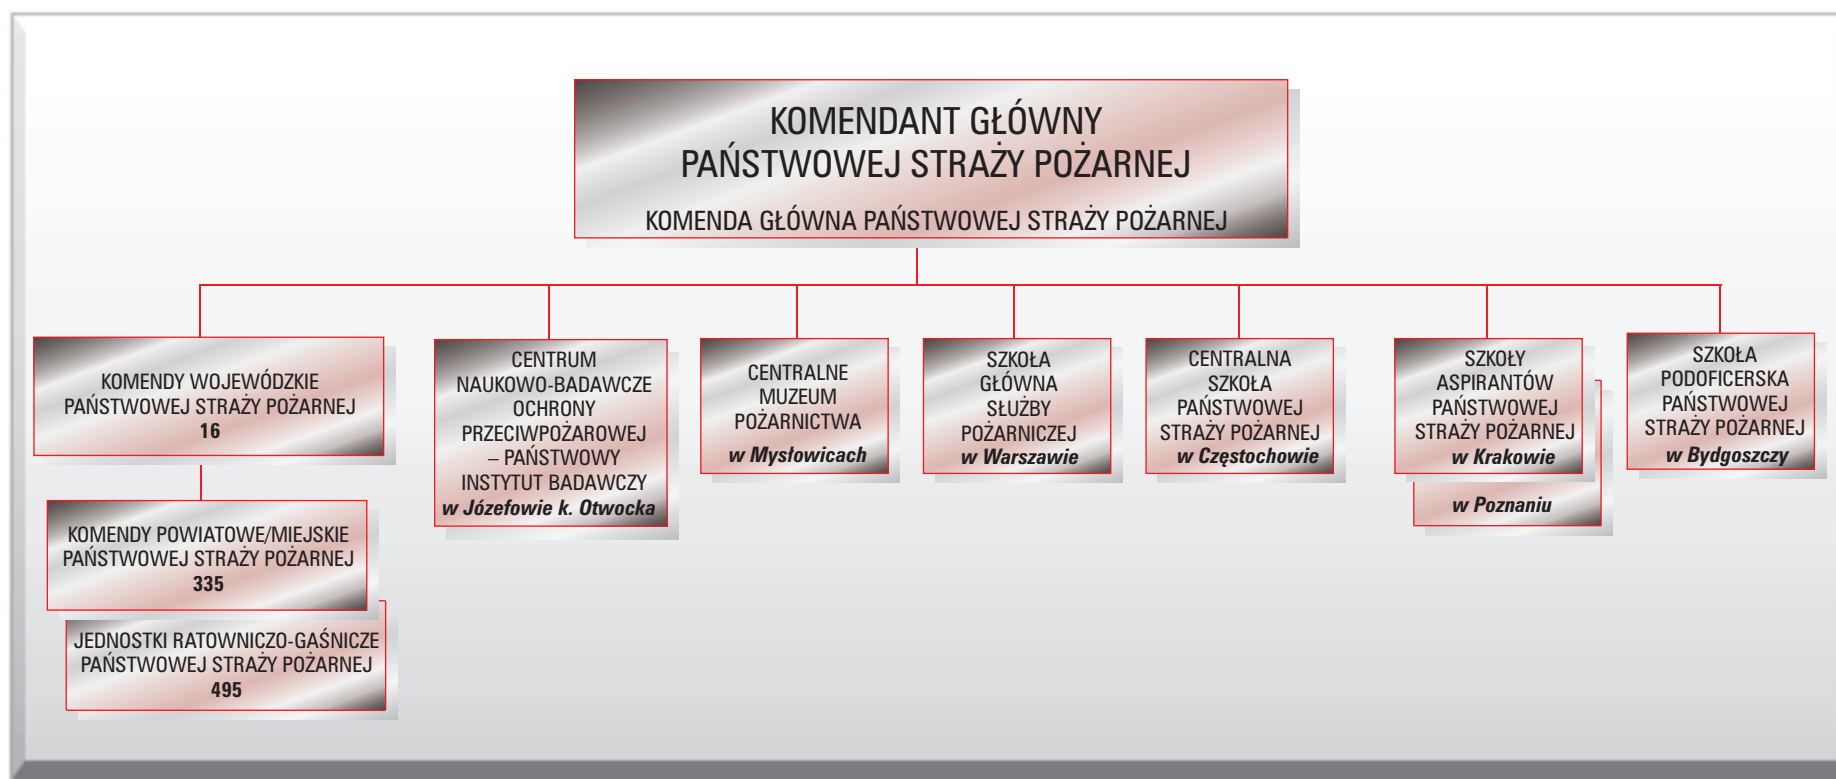 KOMENDANT GŁÓWNY
PAŃSTWOWEJ STRAŻY POŻARNEJ
KOMENDA GŁÓWNA PAŃSTWOWEJ STRAŻY POŻARNEJ
KOMENDY WOJEWÓDZKIE
PAŃSTWOWEJ STRAŻY POŻARNEJ
16
KOMENDY POWIATOWE/MIEJSKIE
PAŃSTWOWEJ STRAŻY POŻARNEJ
335
JEDNOSTKI RATOWNICZO-GAŚNICZE
PAŃSTWOWEJ STRAŻY POŻARNEJ
495
CENTRUM
NAUKOWO-BADAWCZE
OCHRONY
PRZECIWPOŻAROWEJ
– PAŃSTWOWY
INSTYTUT BADAWCZY
w Józefowie k. Otwocka
CENTRALNE
MUZEUM
POŻARNICTWA
w Mysłowicach
SZKOŁA
GŁÓWNA
SŁUŻBY
POŻARNICZEJ
w Warszawie
CENTRALNA
SZKOŁA
PAŃSTWOWEJ
STRAŻY POŻARNEJ
w Częstochowie
SZKOŁY
ASPIRANTÓW
PAŃSTWOWEJ
STRAŻY POŻARNEJ
w Krakowie
w Poznaniu
SZKOŁA
PODOFICERSKA
PAŃSTWOWEJ
STRAŻY POŻARNEJ
w Bydgoszczy